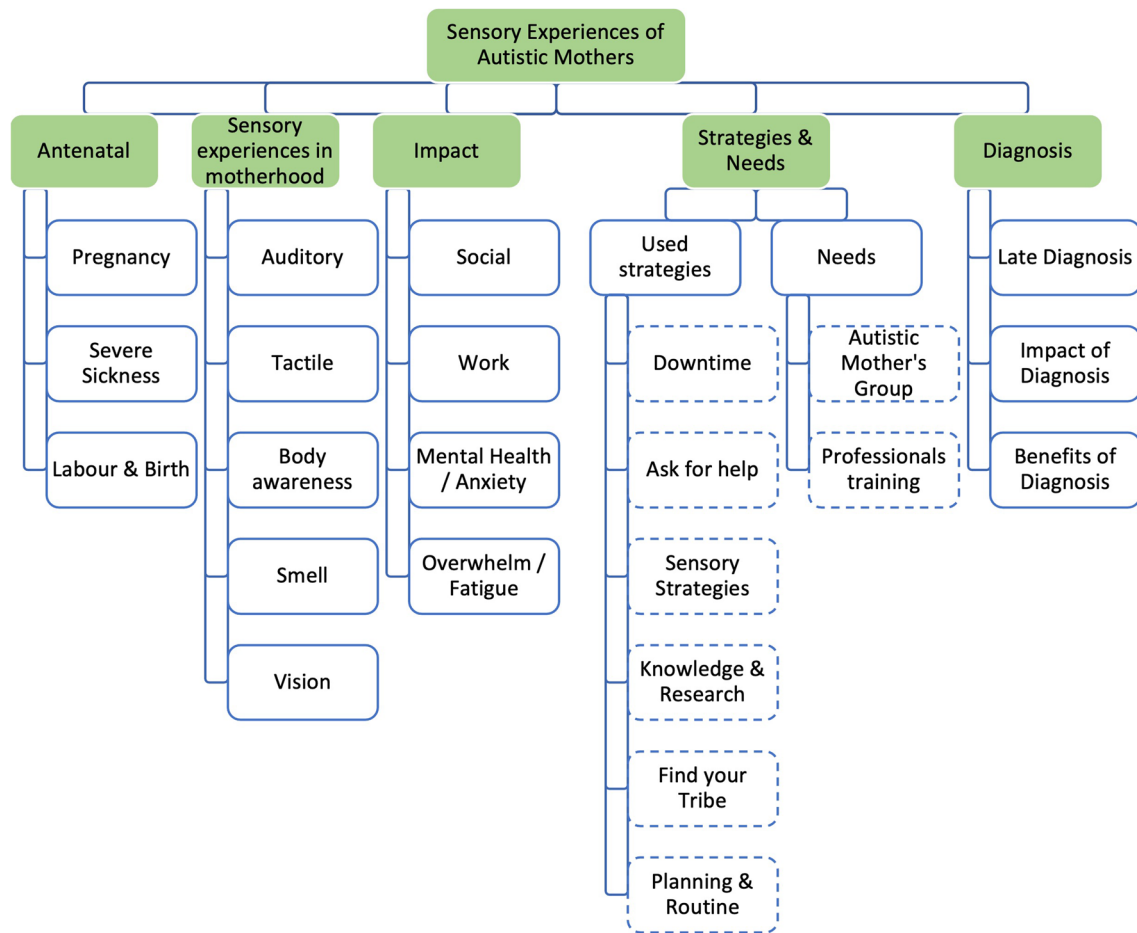 Sensory Experiences of
Autistic Mothers
Antenatal
Pregnancy
Severe
Sickness
Labour & Birth
Sensory
experiences in
motherhood
Auditory
Tactile
Body
awareness
Smell
Vision
Impact
Social
Work
Mental Health
/ Anxiety
Overwhelm /
Fatigue
Strategies &
Needs
Used
strategies
Downtime
Ask for help
Sensory
Strategies
Knowledge &
Research
Find your
Tribe
Planning &
Routine
Needs
Autistic
Mother's
Group
Professionals
training
Diagnosis
Late Diagnosis
Impact of
Diagnosis
Benefits of
Diagnosis